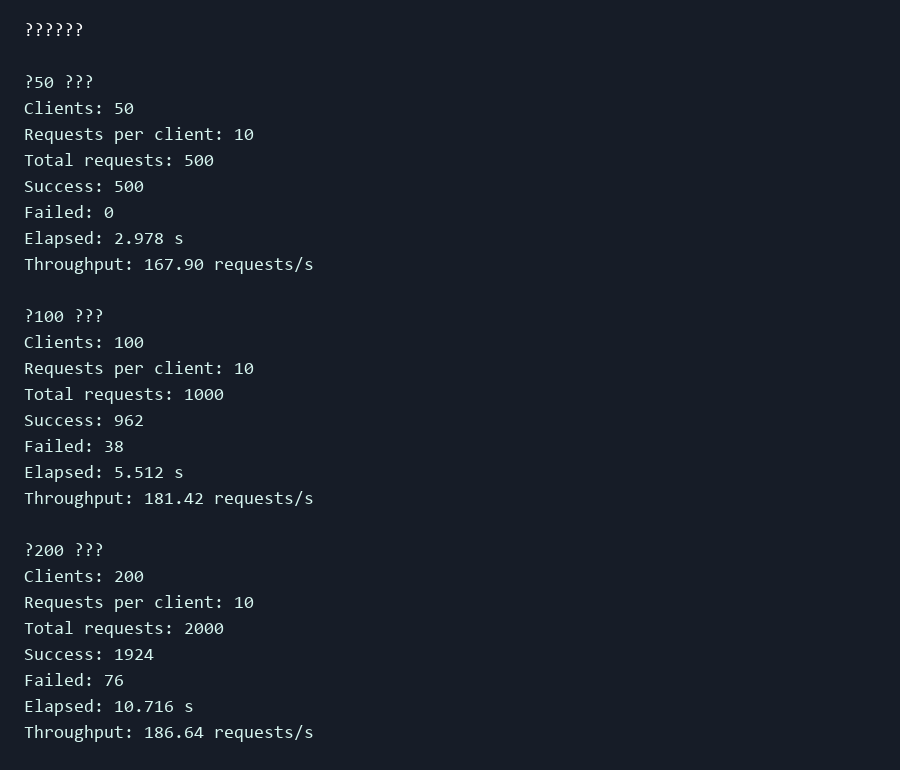 ??????
?50 ???
Clients: 50
Requests per client: 10
Total requests: 500
Success: 500
Failed: 0
Elapsed: 2.978 s
Throughput: 167.90 requests/s
?100 ???
Clients: 100
Requests per client: 10
Total requests: 1000
Success: 962
Failed: 38
Elapsed: 5.512 s
Throughput: 181.42 requests/s
?200 ???
Clients: 200
Requests per client: 10
Total requests: 2000
Success: 1924
Failed: 76
Elapsed: 10.716 s
Throughput: 186.64 requests/s